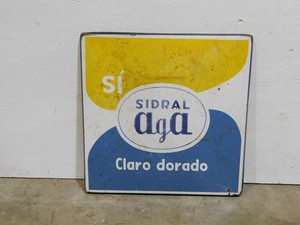 SÍ
SIDRAL
aga
Claro dorado